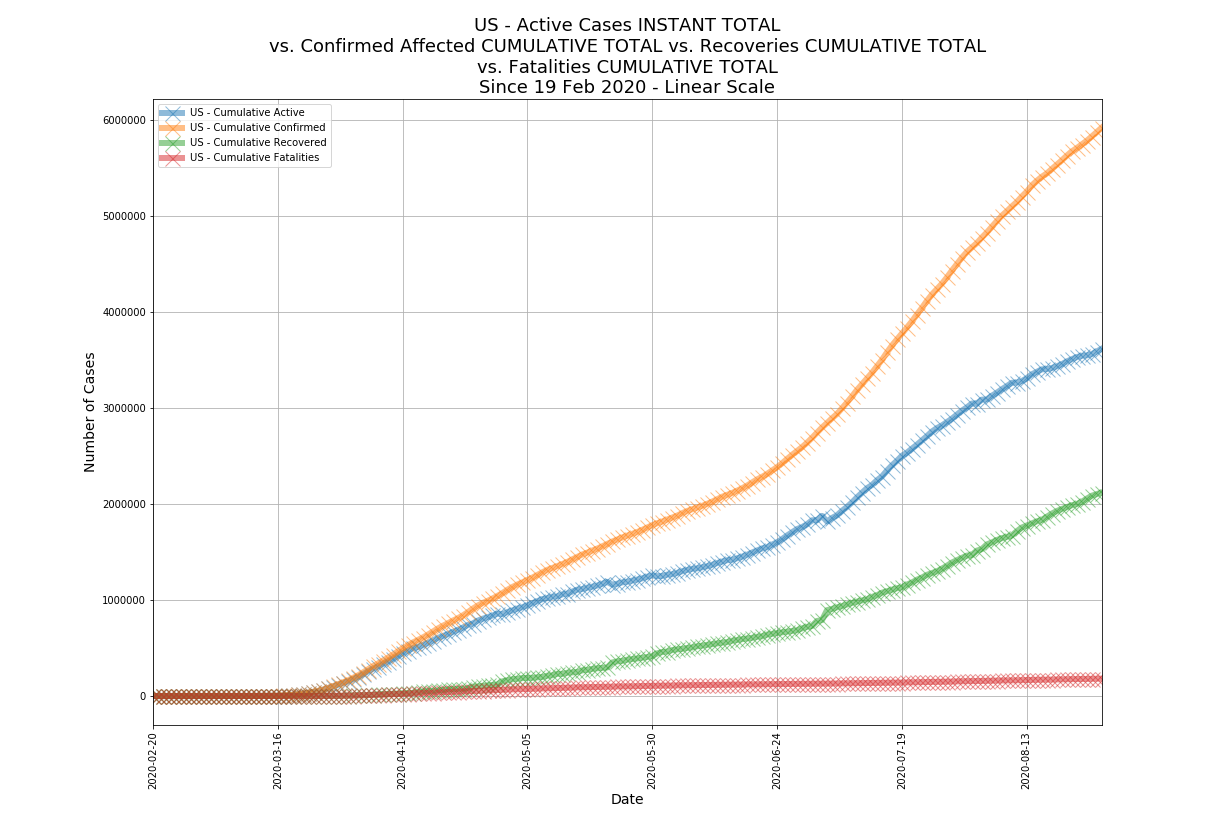 US - Active Cases INSTANT TOTAL
vs. Confirmed Affected CUMULATIVE TOTAL vs. Recoveries CUMULATIVE TOTAL
vs. Fatalities CUMULATIVE TOTAL
Since 19 Feb 2020 - Linear Scale
US - Cumulative Active
US - Cumulative Confirmed
US - Cumulative Recovered
US - Cumulative Fatalities
6000000
5000000
4000000
3000000
2000000
1000000
0
Number of Cases
2020-02-20
2020-03-16
2020-04-10
2020-05-05
2020-05-30
2020-06-24
2020-07-19
2020-08-13
Date